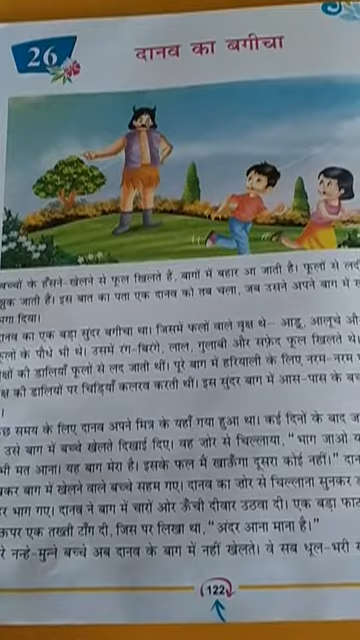 26
दानव का बगीचा
बच्चों के हँसने-खेलने से फूल खिलते हैं, बागों में बहार आ जाती है। फूलों से लदी
झुक जाती हैं। इस बात का पता एक दानव को तब चला, जब उसने अपने बाग में
दिया।
नव का एक बड़ा सुंदर बगीचा था। जिसमें फलों वाले वृक्ष थे— आड़ू, आलूचे औ
के पौधे भी थे। उसमें रंग-बिरंगे, लाल, गुलाबी और सफ़ेद फूल खिलते थे।
की डालियाँ फूलों से लद जाती थीं। पूरे बाग में हरियाली के लिए नरम-नरम
की डालियों पर चिड़ियाँ कलरव करती थीं। इस सुंदर बाग में आस-पास के
।
समय के लिए दानव अपने मित्र के यहाँ गया हुआ था। कई दिनों के बाद ज
उसे बाग में बच्चे खेलते दिखाई दिए। वह ज़ोर से चिल्लाया, “भाग जाओ
भी मत आना। यह बाग मेरा है। इसके फल मैं खाऊँगा दूसरा कोई नहीं।” दान
कर बाग में खेलने वाले बच्चे सहम गए। दानव का ज़ोर से चिल्लाना सुनकर
भाग गए। दानव ने बाग में चारों ओर ऊँची दीवार उठवा दी। एक बड़ा फाट
ऊपर एक तख्ती टाँग दी, जिस पर लिखा था, “अंदर आना माना है।”
रे नन्हे-मुन्ने बच्चे अब दानव के बाग में नहीं खेलते। वे सब धूल-भरी
122